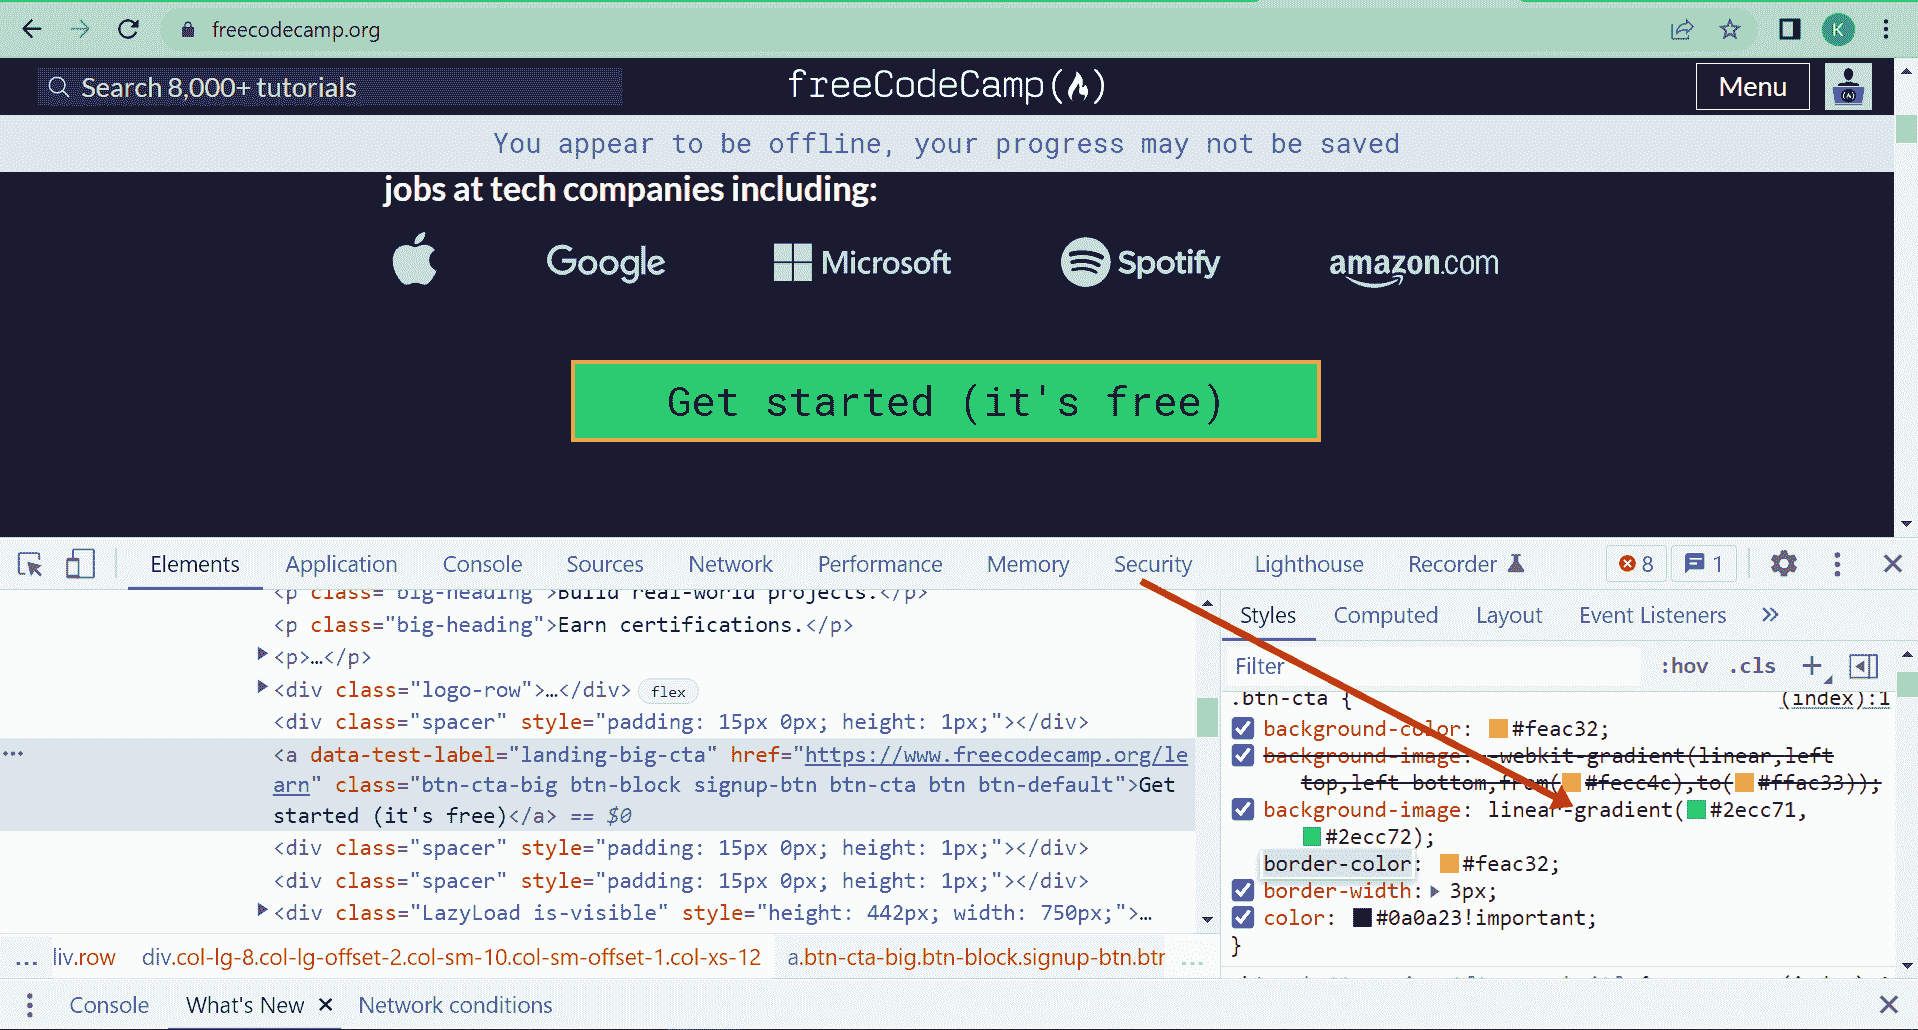 freecodecamp.org
K
Search 8,000+ tutorials
freeCodeCamp(
)
Menu
You appear to be offline, your progress may not be saved
jobs at tech companies including:
Google
Microsoft
Spotify
amazon.com
Get started (it's free)
Elements
Application
Console
Sources
Network
Performance
Memory
Security
Lighthouse
Recorder
8
1
<p class="big-heading">Build real-world projects.</p>
<p class="big-heading">Earn certifications.</p>
<p>…</p>
<div class="logo-row">…</div> flex
<div class="spacer" style="padding: 15px 0px; height: 1px;"></div>
<a data-test-label="landing-big-cta" href="https://www.freecodecamp.org/le
arn" class="btn-cta-big btn-block signup-btn btn-cta btn btn-default">Get
started (it's free)</a> == $0
<div class="spacer" style="padding: 15px 0px; height: 1px;"></div>
<div class="spacer" style="padding: 15px 0px; height: 1px;"></div>
<div class="LazyLoad is-visible" style="height: 442px; width: 750px;">…
... liv.row div.col-lg-8.col-lg-offset-2.col-sm-10.col-sm-offset-1.col-xs-12 a.btn-cta-big.btn-block.signup-btn.btr ...
Styles
Computed
Layout
Event Listeners
Filter
:hov
.cls
.btn-cta {
(index):1
background-color: #feac32;
background-image: -webkit-gradient(linear,left
top,left bottom,from(#fecc4c),to(#ffac33));
background-image: linear-gradient(#2ecc71,
#2ecc72);
border-color: #feac32;
border-width: 3px;
color: #0a0a23!important;
}
Console
What's New
Network conditions